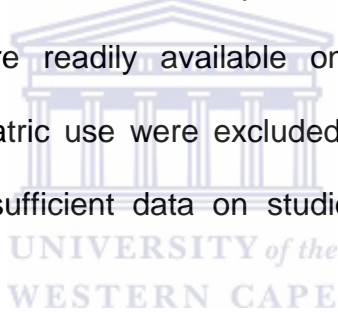 re readily available on
atric use were excluded
sufficient data on studie
UNIVERSITY of the
WESTERN CAPE